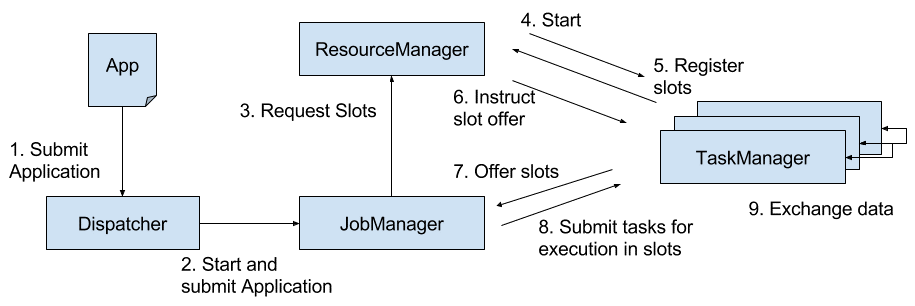 4. Start
ResourceManager
App
5. Register
slots
3. Request Slots
6. Instruct
slot offer
1. Submit
Application
TaskManager
7. Offer slots
9. Exchange data
Dispatcher
JobManager
8. Submit tasks for
execution in slots
2. Start and
submit Application